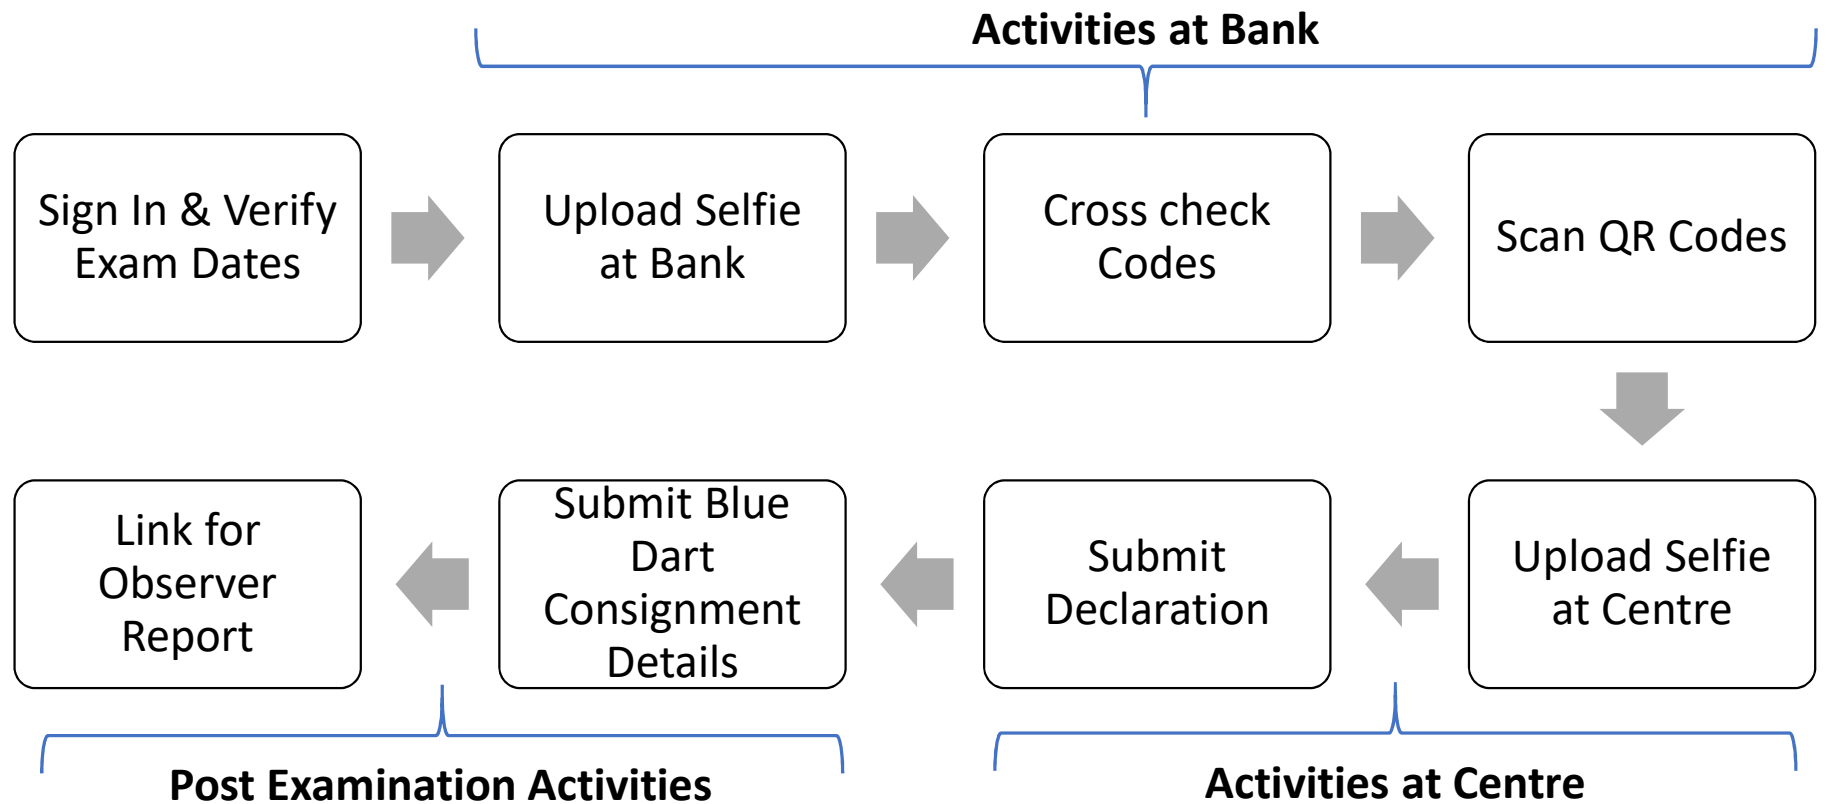 Activities at Bank
Sign In & Verify
Exam Dates
Upload Selfie
at Bank
Cross check
Codes
Scan QR Codes
Upload Selfie
at Centre
Submit
Declaration
Submit Blue
Dart
Consignment
Details
Link for
Observer
Report
Activities at Centre
Post Examination Activities